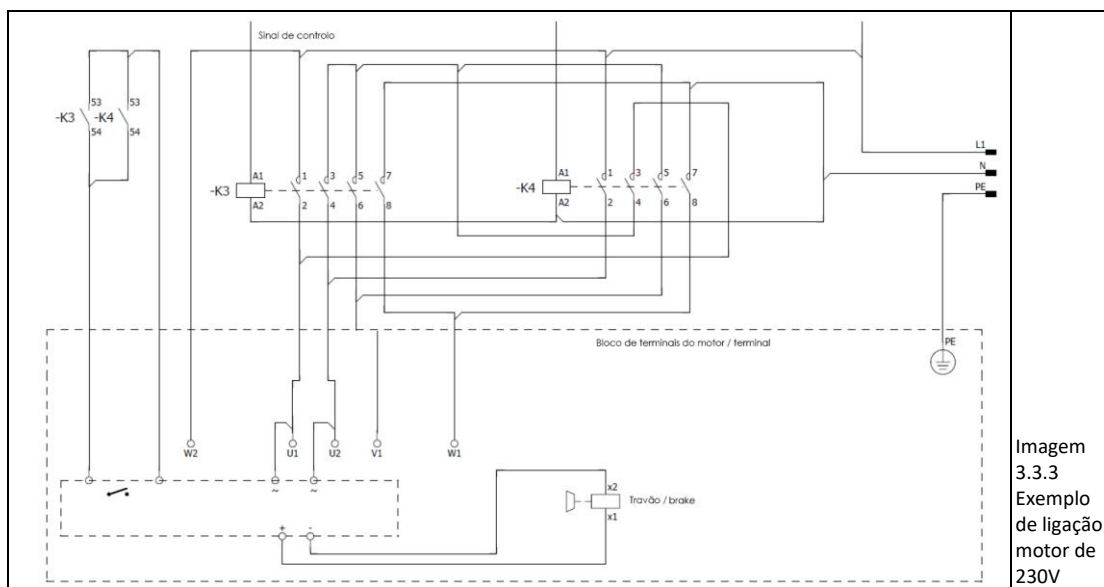 Sinal de controlo
53 53
-K3 -K4
54 54
A1 1 3 5 7
-K3
A2 2 4 6 8
A1 1 3 5 7
-K4
A2 2 4 6 8
L1
N
PE
Bloco de terminais do motor / terminal
PE
W2 U1 U2 V1 W1
~ ~
+ -
x2
Travão / brake
x1
Imagem
3.3.3
Exemplo
de ligação
motor de
230V